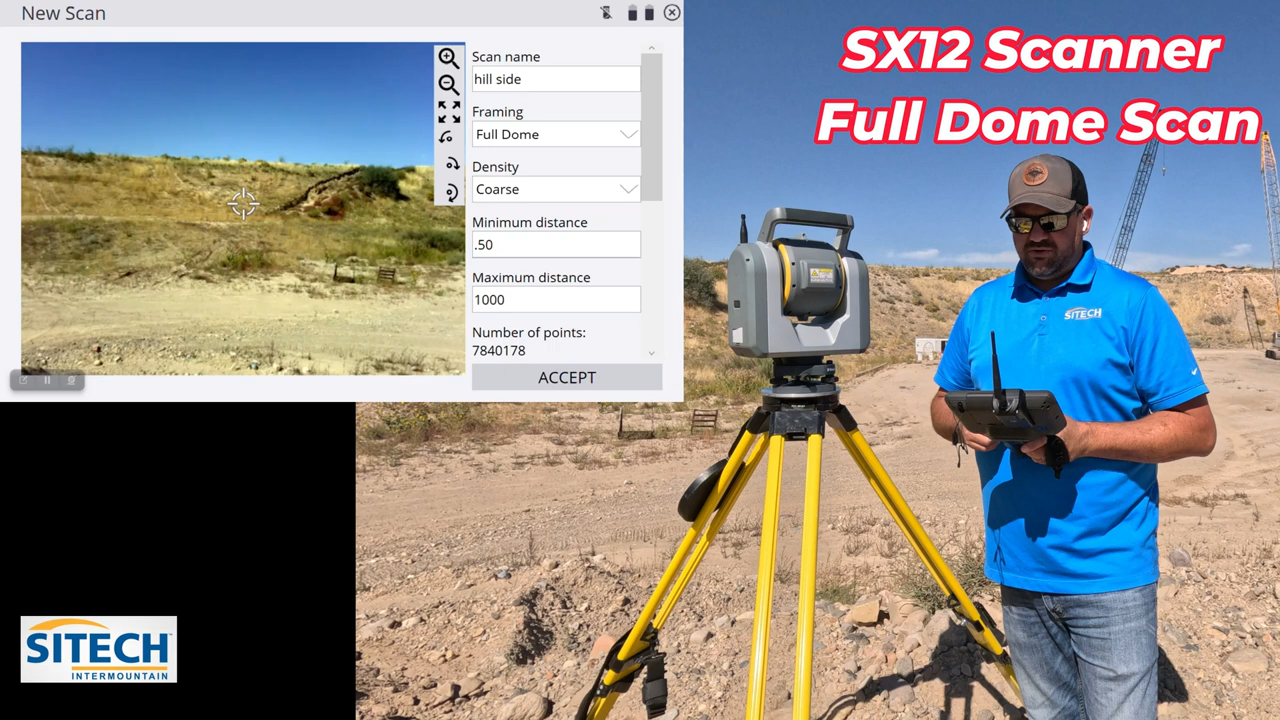 New Scan
Scan name
hill side
Framing
Full Dome
Density
Coarse
Minimum distance
.50
Maximum distance
1000
Number of points:
7840178
ACCEPT
SX12 Scanner
Full Dome Scan
SITECH
SITECH
INTERMOUNTAIN